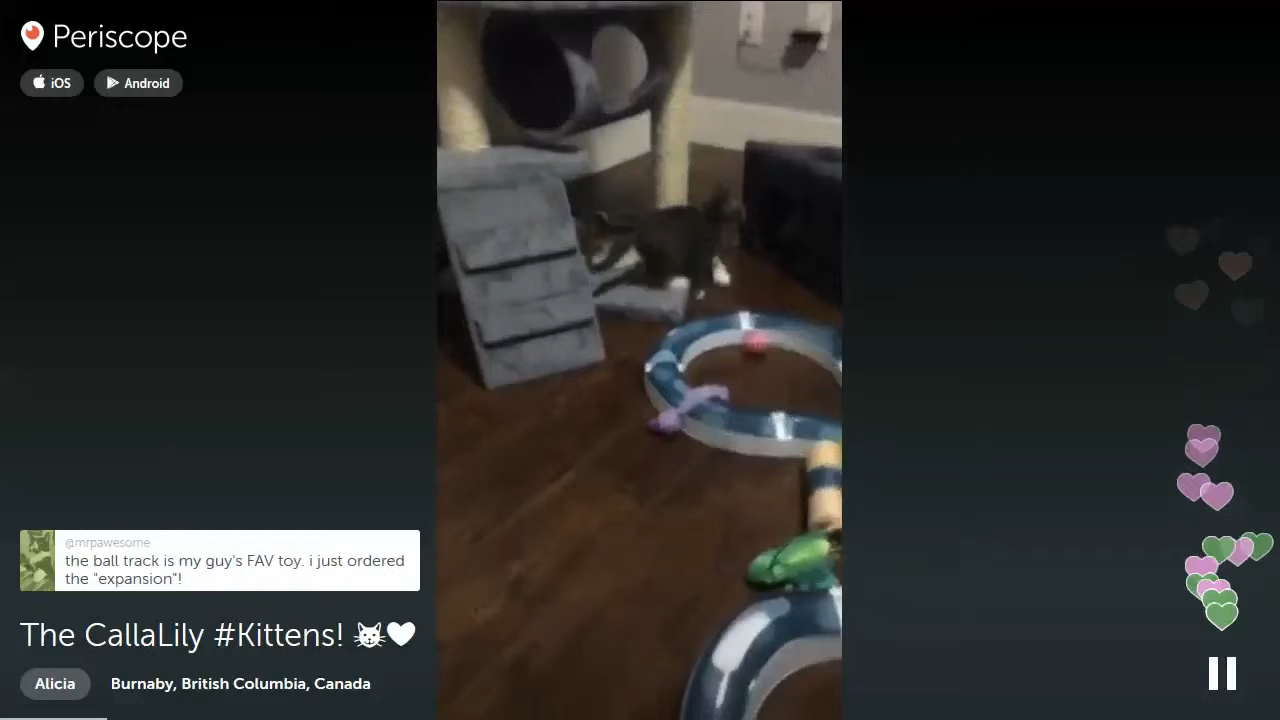 Periscope
iOS
Android
@mrpawesome
the ball track is my guy's FAV toy. i just ordered
the "expansion"!
The CallaLily #Kittens!
Alicia
Burnaby, British Columbia, Canada